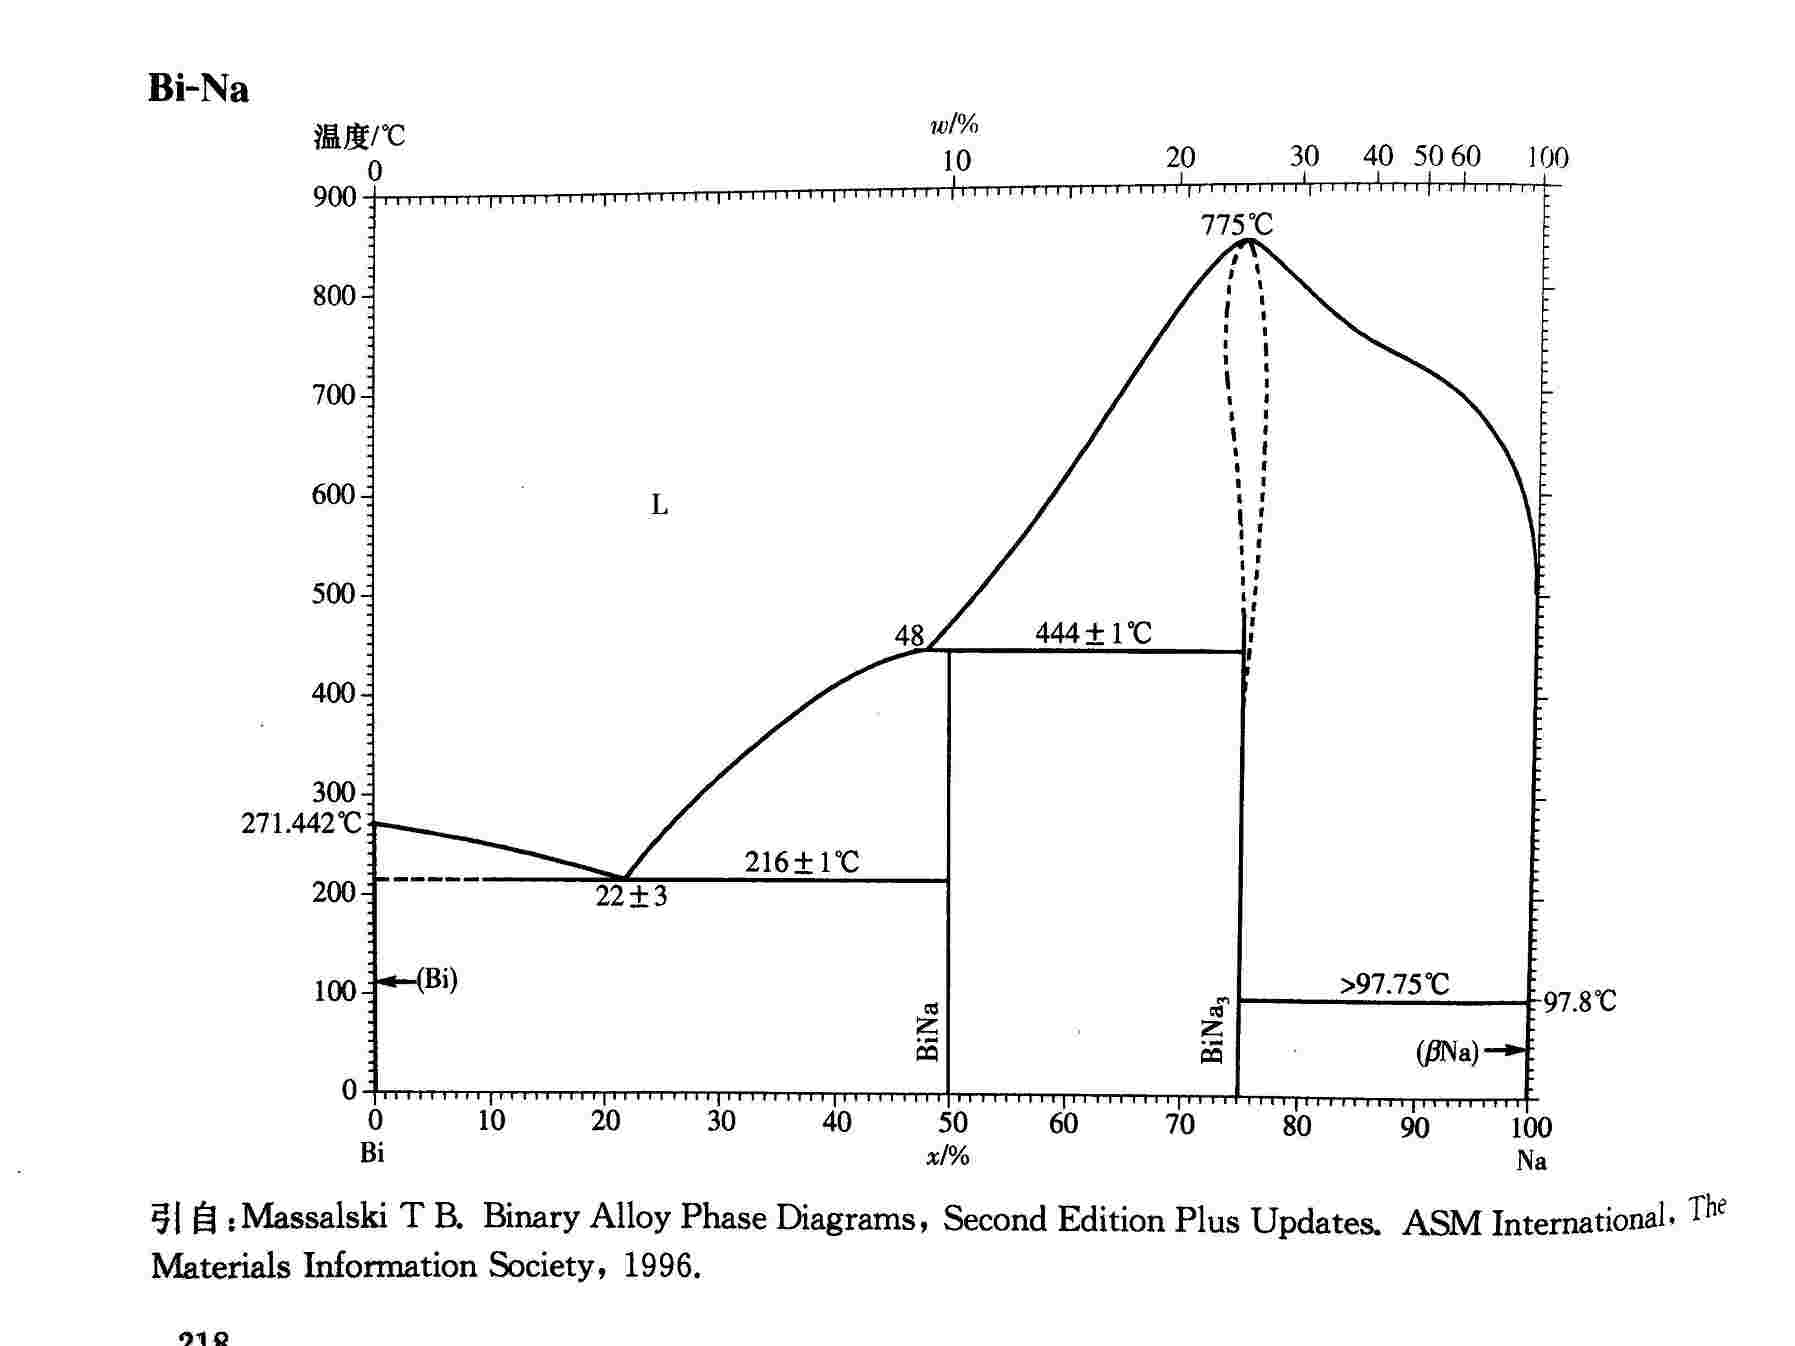 Bi-Na
温度/℃
w/%
0 10 20 30 40 50 60 100
900
775℃
800
700
600
L
500
48
444±1℃
400
300
271.442℃
216±1℃
200
22±3
(Bi)
100
>97.75℃
97.8℃
BiNa
BiNa₃
(βNa)
0
0 10 20 30 40 50 60 70 80 90 100
Bi
x/%
Na
引自:Massalski T B. Binary Alloy Phase Diagrams, Second Edition Plus Updates. ASM International, The
Materials Information Society, 1996.
218